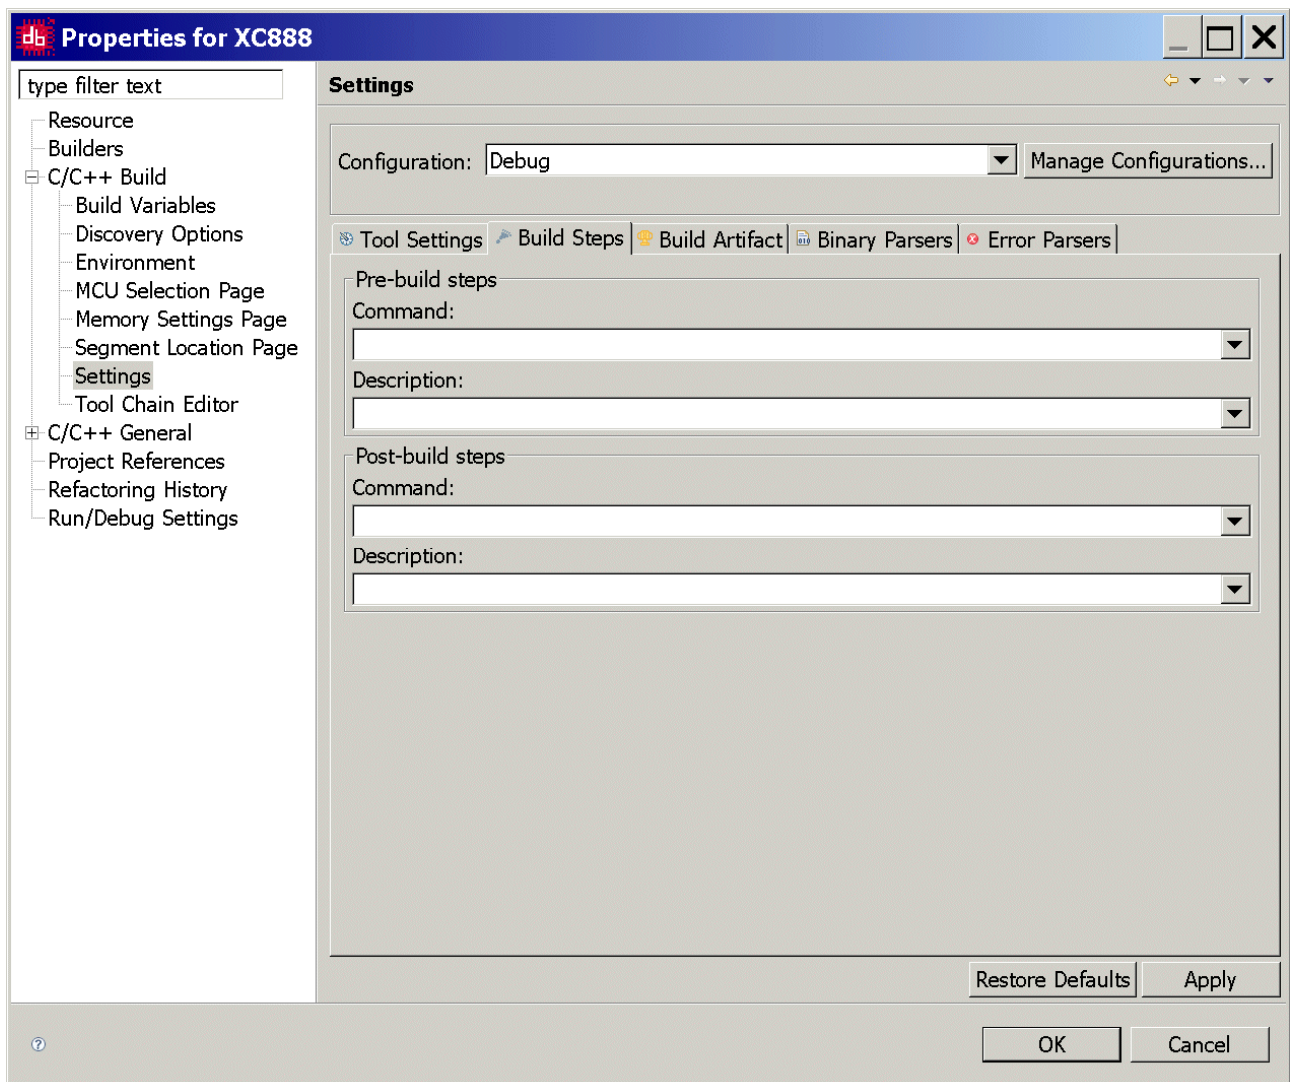 Properties for XC888
type filter text
Resource
Builders
C/C++ Build
Build Variables
Discovery Options
Environment
MCU Selection Page
Memory Settings Page
Segment Location Page
Settings
Tool Chain Editor
C/C++ General
Project References
Refactoring History
Run/Debug Settings
Settings
Configuration: Debug Manage Configurations...
Tool Settings Build Steps Build Artifact Binary Parsers Error Parsers
Pre-build steps
Command:
Description:
Post-build steps
Command:
Description:
Restore Defaults Apply
OK Cancel